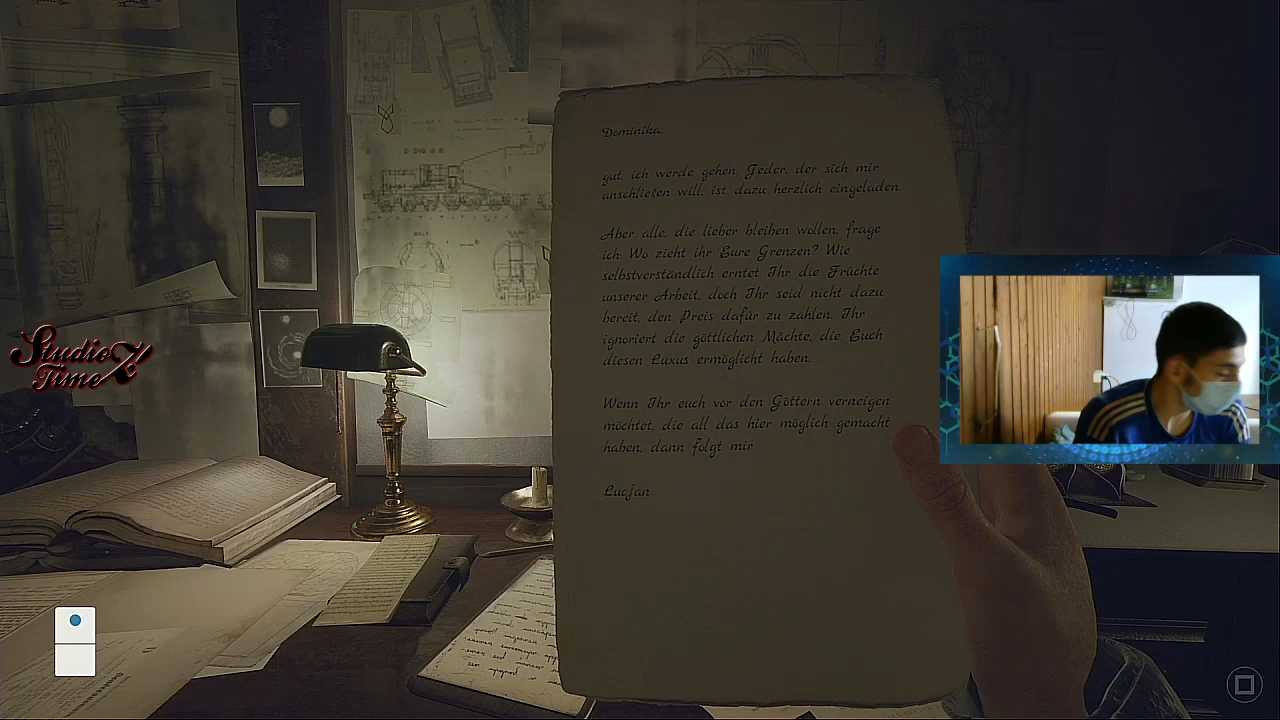 Dominika,
gut, ich werde gehen. Jeder, der sich mir
anschließen will, ist dazu herzlich eingeladen.
Aber alle, die lieber bleiben wollen, frage
ich: Wo zieht ihr Eure Grenzen? Wie
selbstverständlich erntet Ihr die Früchte
unserer Arbeit, doch Ihr seid nicht dazu
bereit, den Preis dafür zu zahlen. Ihr
ignoriert die göttlichen Mächte, die Euch
diesen Luxus ermöglicht haben.
Wenn Ihr euch vor den Göttern verneigen
möchtet, die all das hier möglich gemacht
haben, dann folgt mir.
Lucjan
Studio
Time X